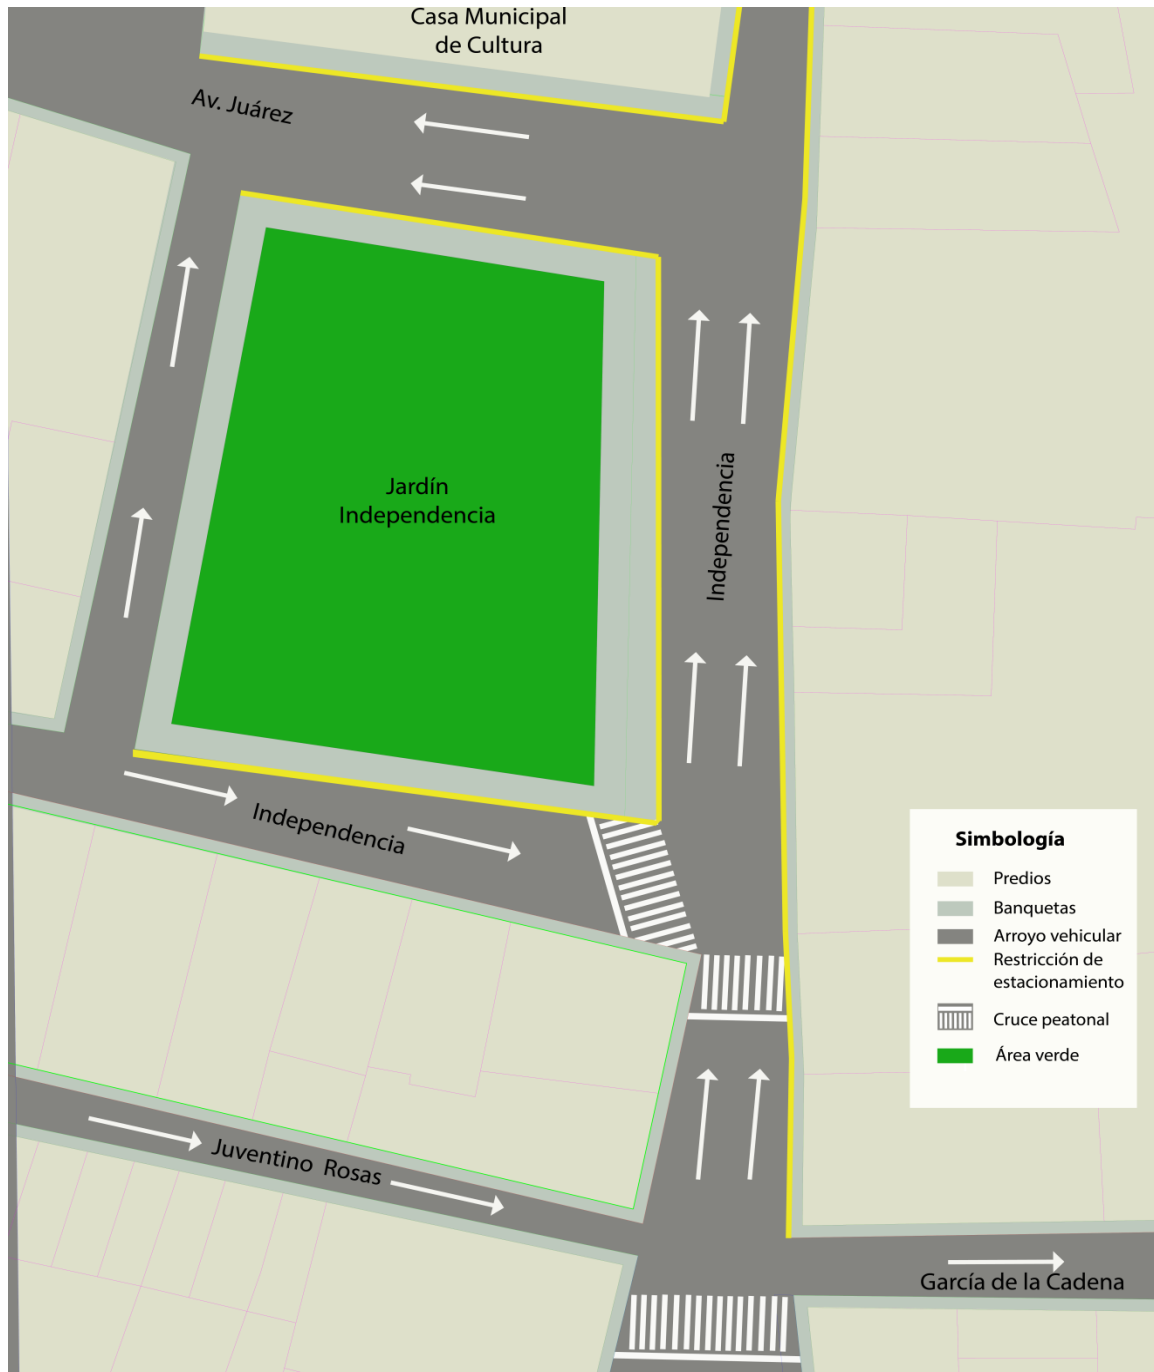 Casa Municipal
de Cultura
Av. Juárez
Jardín
Independencia
Independencia
Independencia
Simbología
Predios
Banquetas
Arroyo vehicular
Restricción de
estacionamiento
Cruce peatonal
Área verde
Juventino Rosas
García de la Cadena